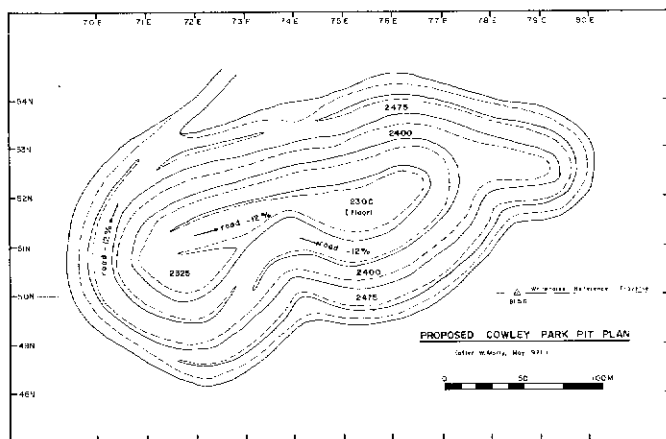 70E 71E 72E 73E 74E 75E 76E 77E 78E 79E 80E
54N
2475
53N
2400
52N
2300
(Floor)
road -12%
road -12%
51N
road -12%
2325
2400
50N
2475
Reference
49N
PROPOSED COWLEY PARK PIT PLAN
48N
0 50 100M